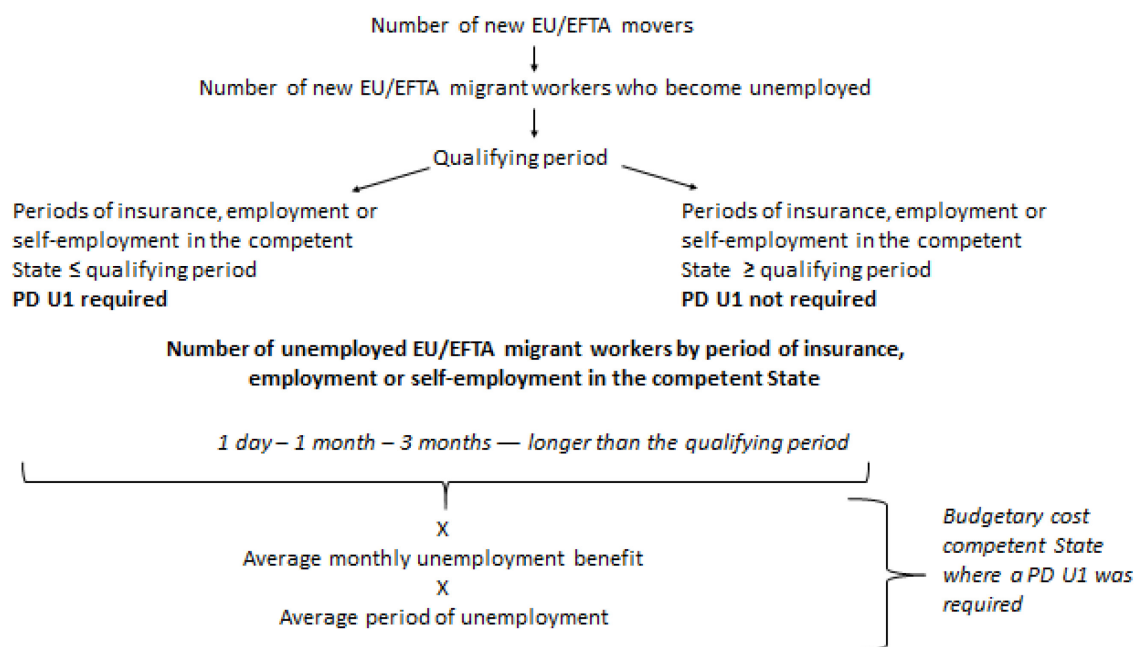 Number of new EU/EFTA movers
Number of new EU/EFTA migrant workers who become unemployed
Qualifying period
Periods of insurance, employment or
self-employment in the competent
State ≤ qualifying period
PD U1 required
Periods of insurance, employment or
self-employment in the competent
State ≥ qualifying period
PD U1 not required
Number of unemployed EU/EFTA migrant workers by period of insurance,
employment or self-employment in the competent State
1 day – 1 month – 3 months –– longer than the qualifying period
X
Average monthly unemployment benefit
X
Average period of unemployment
Budgetary cost
competent State
where a PD U1 was
required